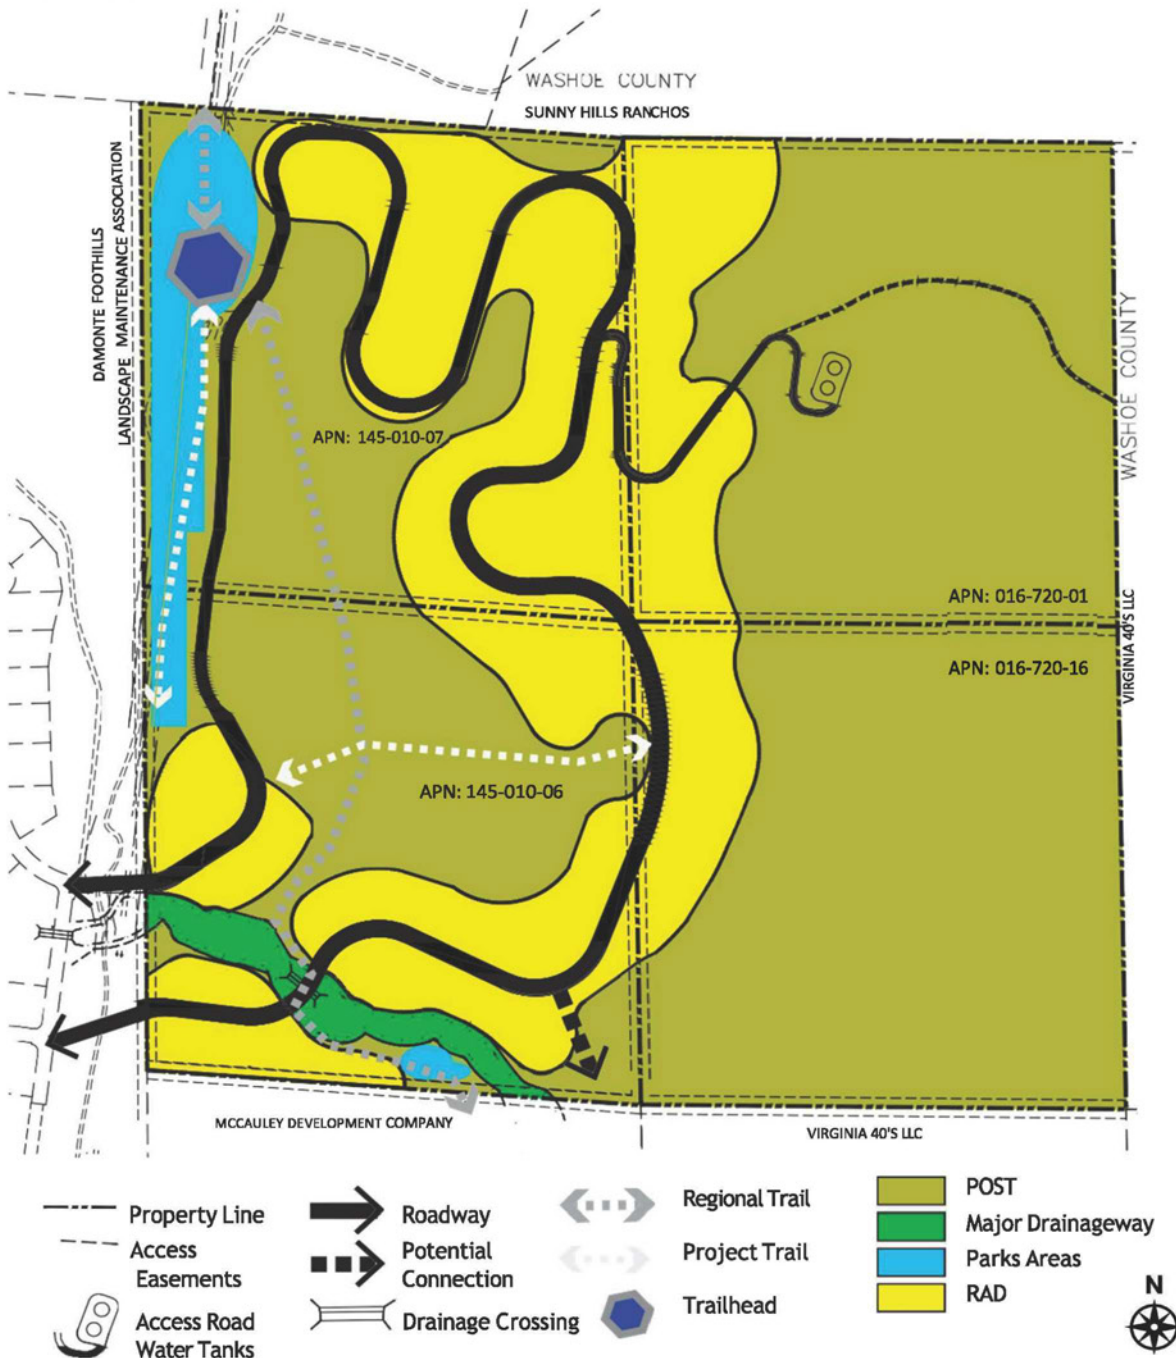 WASHOE COUNTY
SUNNY HILLS RANCHOS
DAMONTE FOOTHILLS
LANDSCAPE MAINTENANCE ASSOCIATION
WASHOE COUNTY
APN: 145-010-07
APN: 016-720-01
APN: 016-720-16
VIRGINIA 40'S LLC
APN: 145-010-06
MCCAULEY DEVELOPMENT COMPANY
VIRGINIA 40'S LLC
Property Line
Access
Easements
Access Road
Water Tanks
Roadway
Potential
Connection
Drainage Crossing
Regional Trail
Project Trail
Trailhead
POST
Major Drainageway
Parks Areas
RAD
N